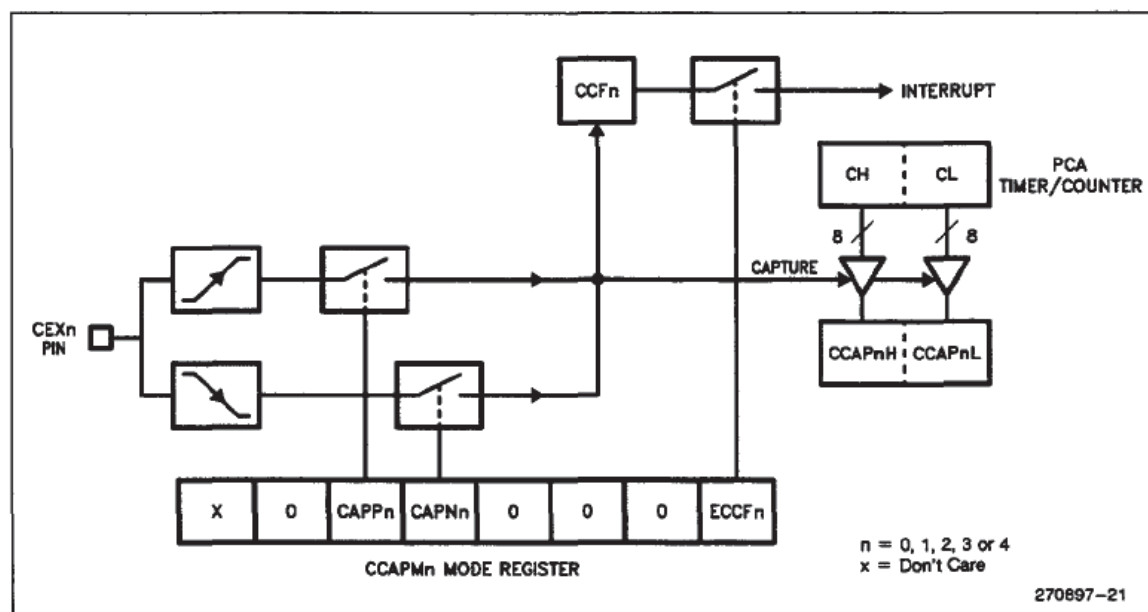 CCFn
INTERRUPT
CH
CL
PCA
TIMER/COUNTER
8
8
CAPTURE
CEXn
PIN
CCAPnH
CCAPnL
X
0
CAPPn
CAPNn
0
0
0
ECCFn
CCAPMn MODE REGISTER
n = 0, 1, 2, 3 or 4
x = Don't Care
270897–21